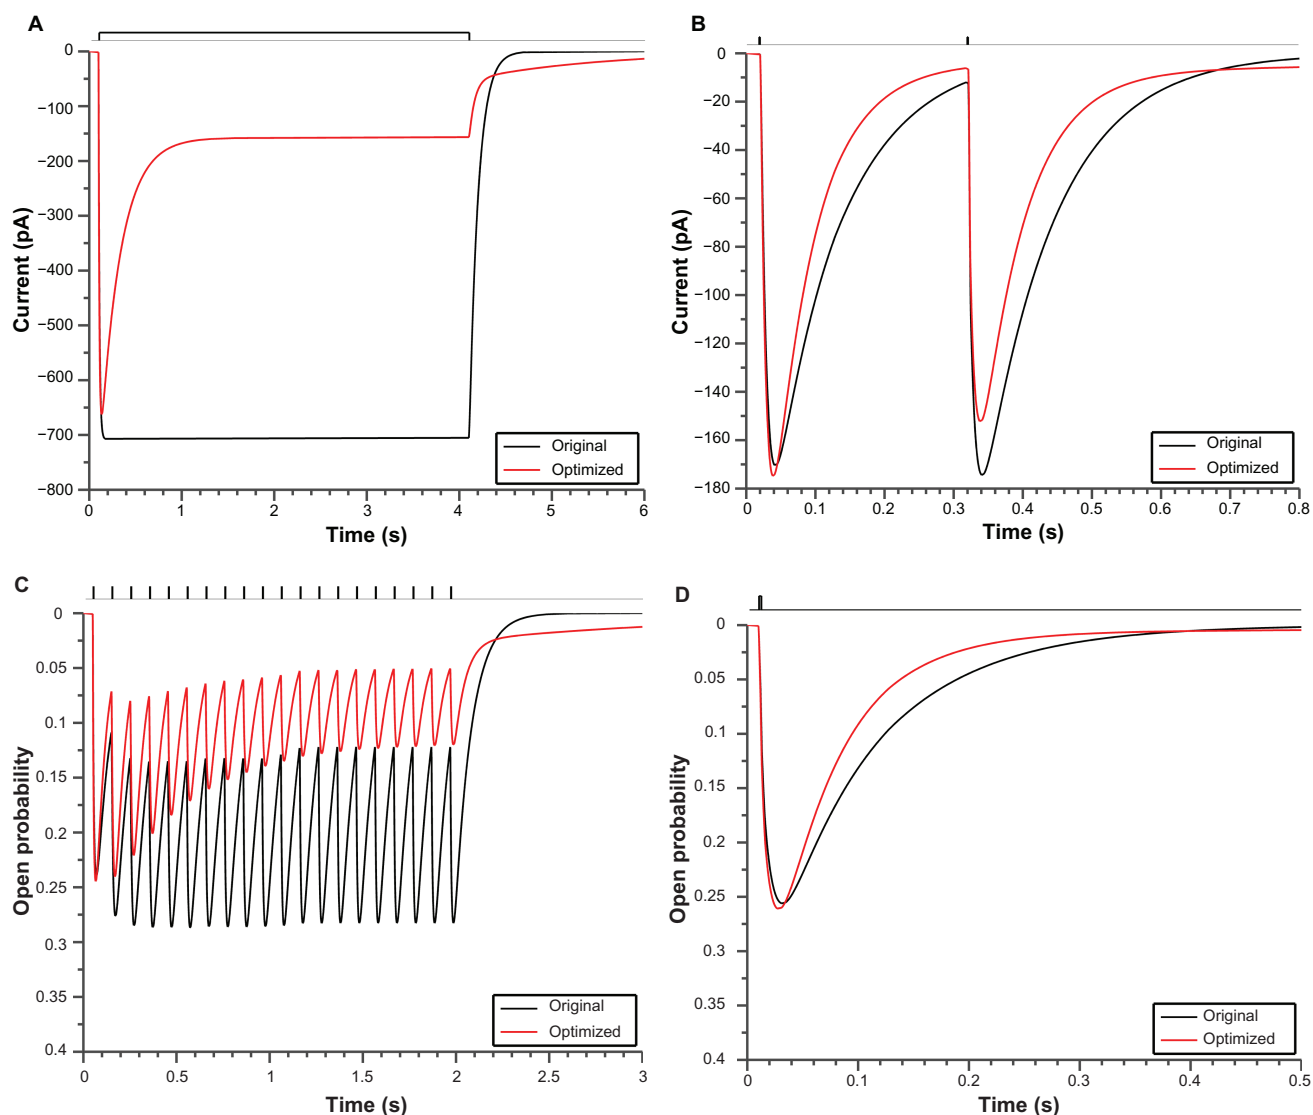 A
0
−100
−200
−300
−400
−500
−600
−700
−800
Current (pA)
0 1 2 3 4 5 6
Time (s)
Original
Optimized
B
0
−20
−40
−60
−80
−100
−120
−140
−160
−180
Current (pA)
0 0.1 0.2 0.3 0.4 0.5 0.6 0.7 0.8
Time (s)
Original
Optimized
C
0
0.05
0.1
0.15
0.2
0.25
0.3
0.35
0.4
Open probability
0 0.5 1 1.5 2 2.5 3
Time (s)
Original
Optimized
D
0
0.05
0.1
0.15
0.2
0.25
0.3
0.35
0.4
Open probability
0 0.1 0.2 0.3 0.4 0.5
Time (s)
Original
Optimized